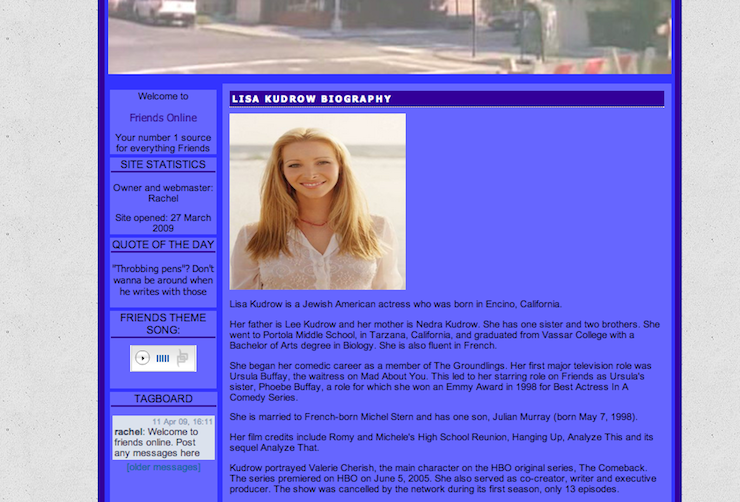 Welcome to
Friends Online
Your number 1 source
for everything Friends
SITE STATISTICS
Owner and webmaster:
Rachel
Site opened: 27 March
2009
QUOTE OF THE DAY
"Throbbing pens"? Don't
wanna be around when
he writes with those
FRIENDS THEME
SONG:
TAGBOARD
11 Apr 09, 16:11
rachel: Welcome to
friends online. Post
any messages here
[older messages]
LISA KUDROW BIOGRAPHY
Lisa Kudrow is a Jewish American actress who was born in Encino, California.
Her father is Lee Kudrow and her mother is Nedra Kudrow. She has one sister and two brothers. She
went to Portola Middle School, in Tarzana, California, and graduated from Vassar College with a
Bachelor of Arts degree in Biology. She is also fluent in French.
She began her comedic career as a member of The Groundlings. Her first major television role was
Ursula Buffay, the waitress on Mad About You. This led to her starring role on Friends as Ursula's
sister, Phoebe Buffay, a role for which she won an Emmy Award in 1998 for Best Actress In A
Comedy Series.
She is married to French-born Michel Stern and has one son, Julian Murray (born May 7, 1998).
Her film credits include Romy and Michele's High School Reunion, Hanging Up, Analyze This and its
sequel Analyze That.
Kudrow portrayed Valerie Cherish, the main character on the HBO original series, The Comeback.
The series premiered on HBO on June 5, 2005. She also served as co-creator, writer and executive
producer. The show was cancelled by the network during its first season, only 13 episodes.